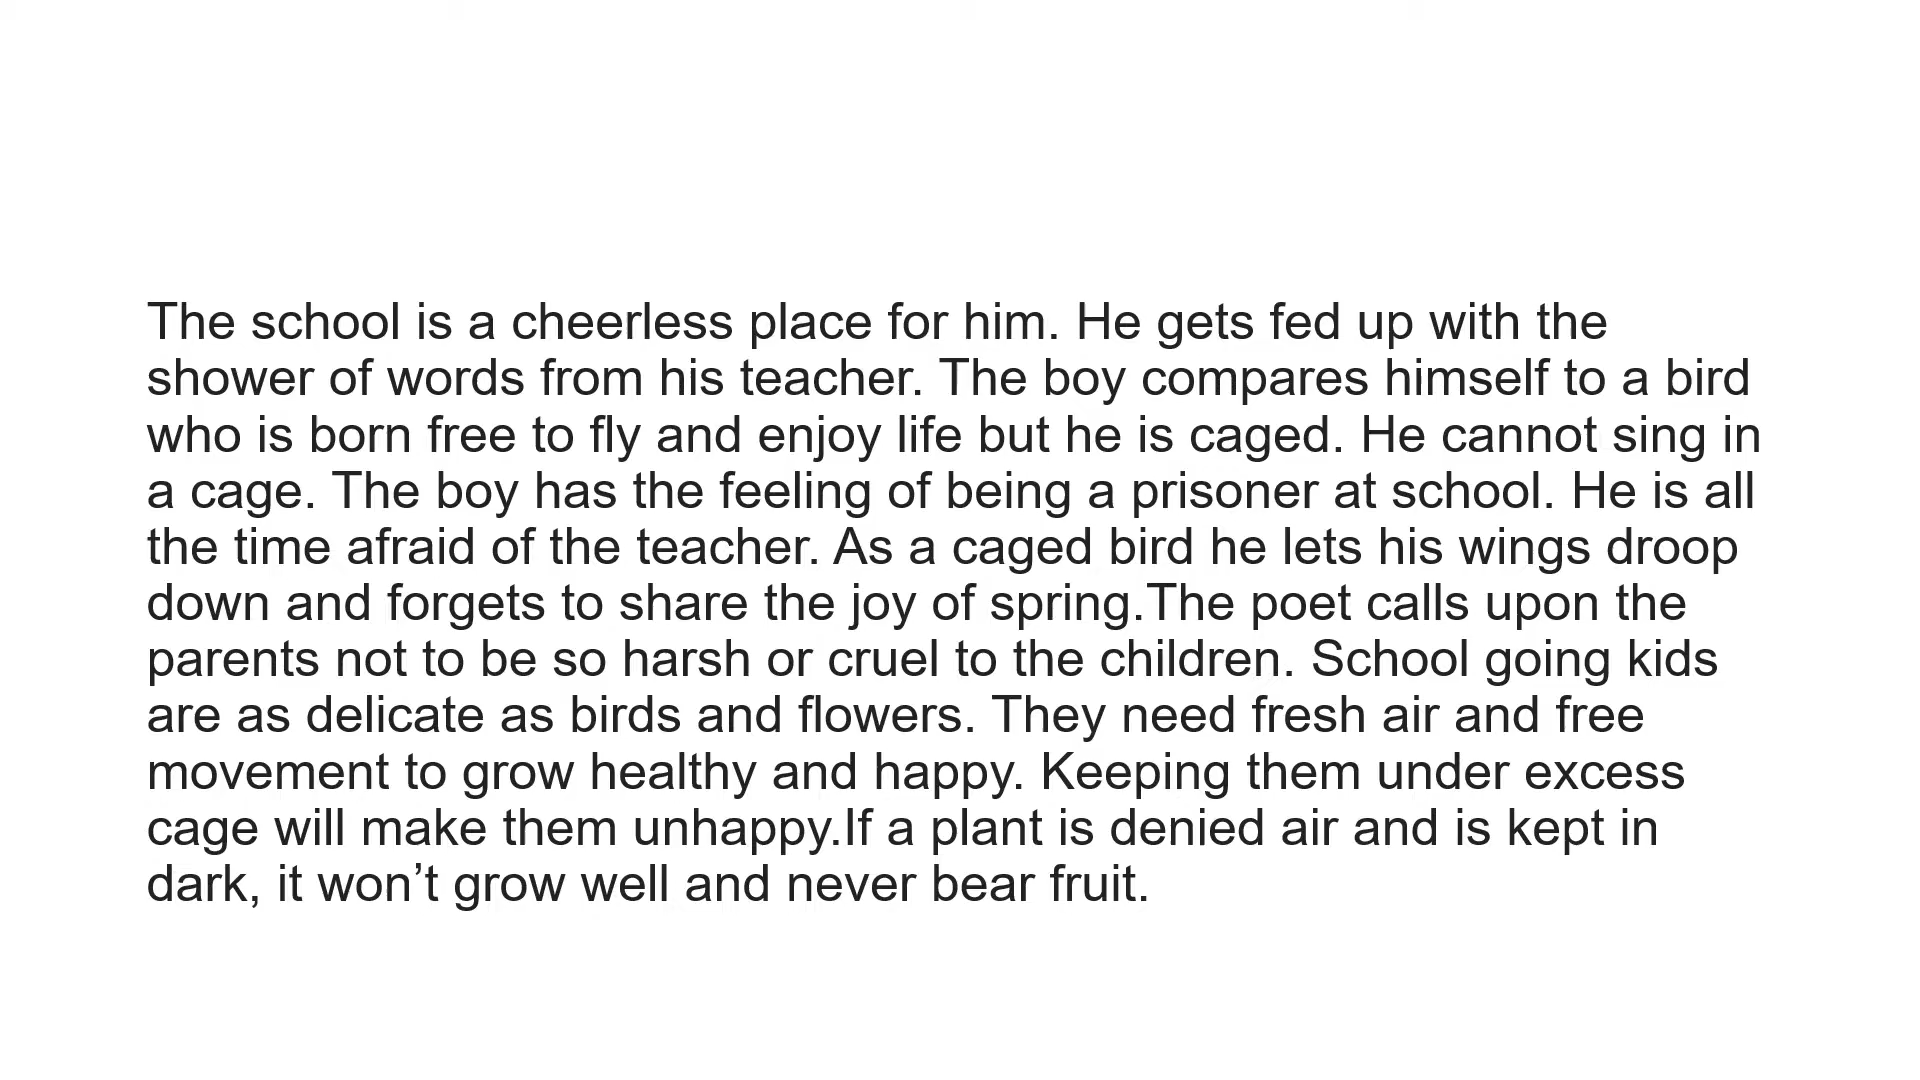 The school is a cheerless place for him. He gets fed up with the
shower of words from his teacher. The boy compares himself to a bird
who is born free to fly and enjoy life but he is caged. He cannot sing in
a cage. The boy has the feeling of being a prisoner at school. He is all
the time afraid of the teacher. As a caged bird he lets his wings droop
down and forgets to share the joy of spring.The poet calls upon the
parents not to be so harsh or cruel to the children. School going kids
are as delicate as birds and flowers. They need fresh air and free
movement to grow healthy and happy. Keeping them under excess
cage will make them unhappy.If a plant is denied air and is kept in
dark, it won’t grow well and never bear fruit.